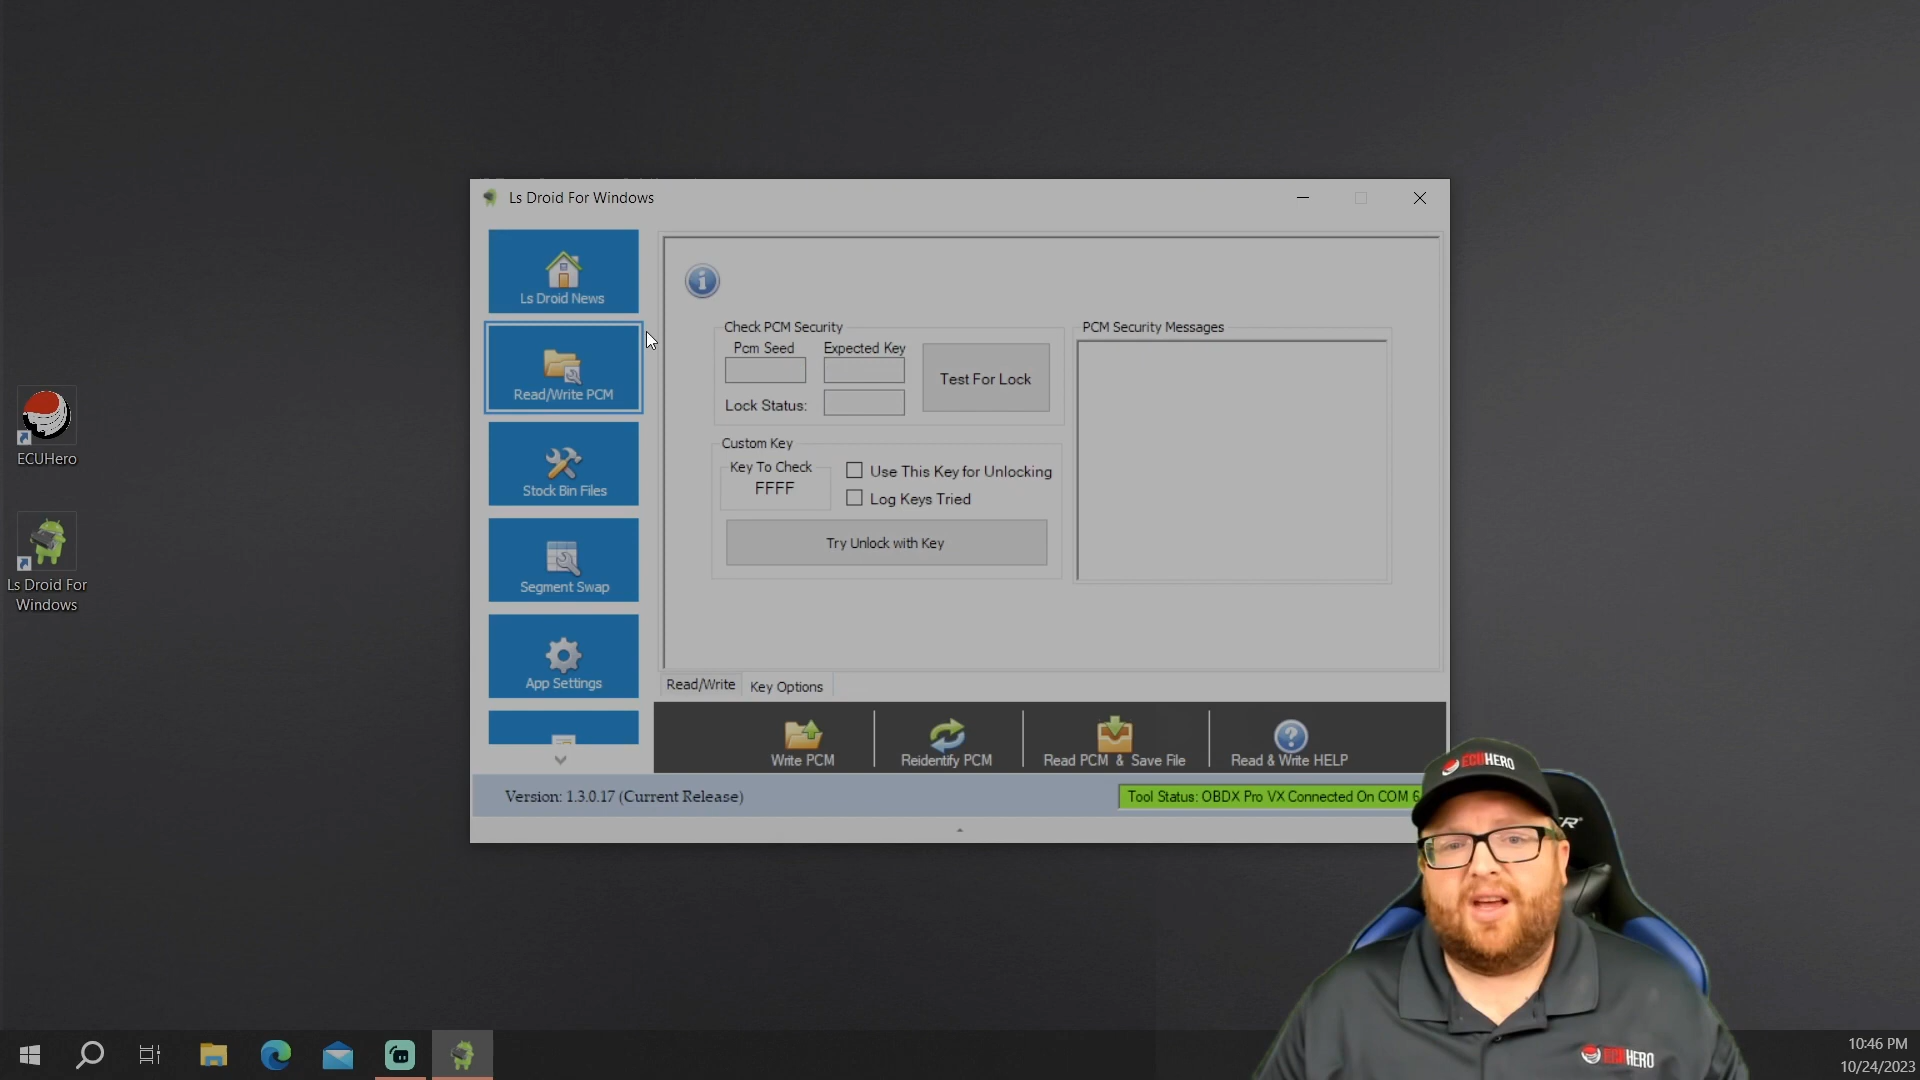 Ls Droid For Windows
Ls Droid News
Read/Write PCM
Stock Bin Files
Segment Swap
App Settings
Check PCM Security
Pcm Seed
Expected Key
Lock Status:
Test For Lock
Custom Key
Key To Check
FFFF
Use This Key for Unlocking
Log Keys Tried
Try Unlock with Key
PCM Security Messages
Read/Write
Key Options
Write PCM
Reidentify PCM
Read PCM & Save File
Read & Write HELP
Version: 1.3.0.17 (Current Release)
Tool Status: OBDX Pro VX Connected On COM 6
ECUHero
Ls Droid For
Windows
ECUHERO
ECUHERO
10:46 PM
10/24/2023